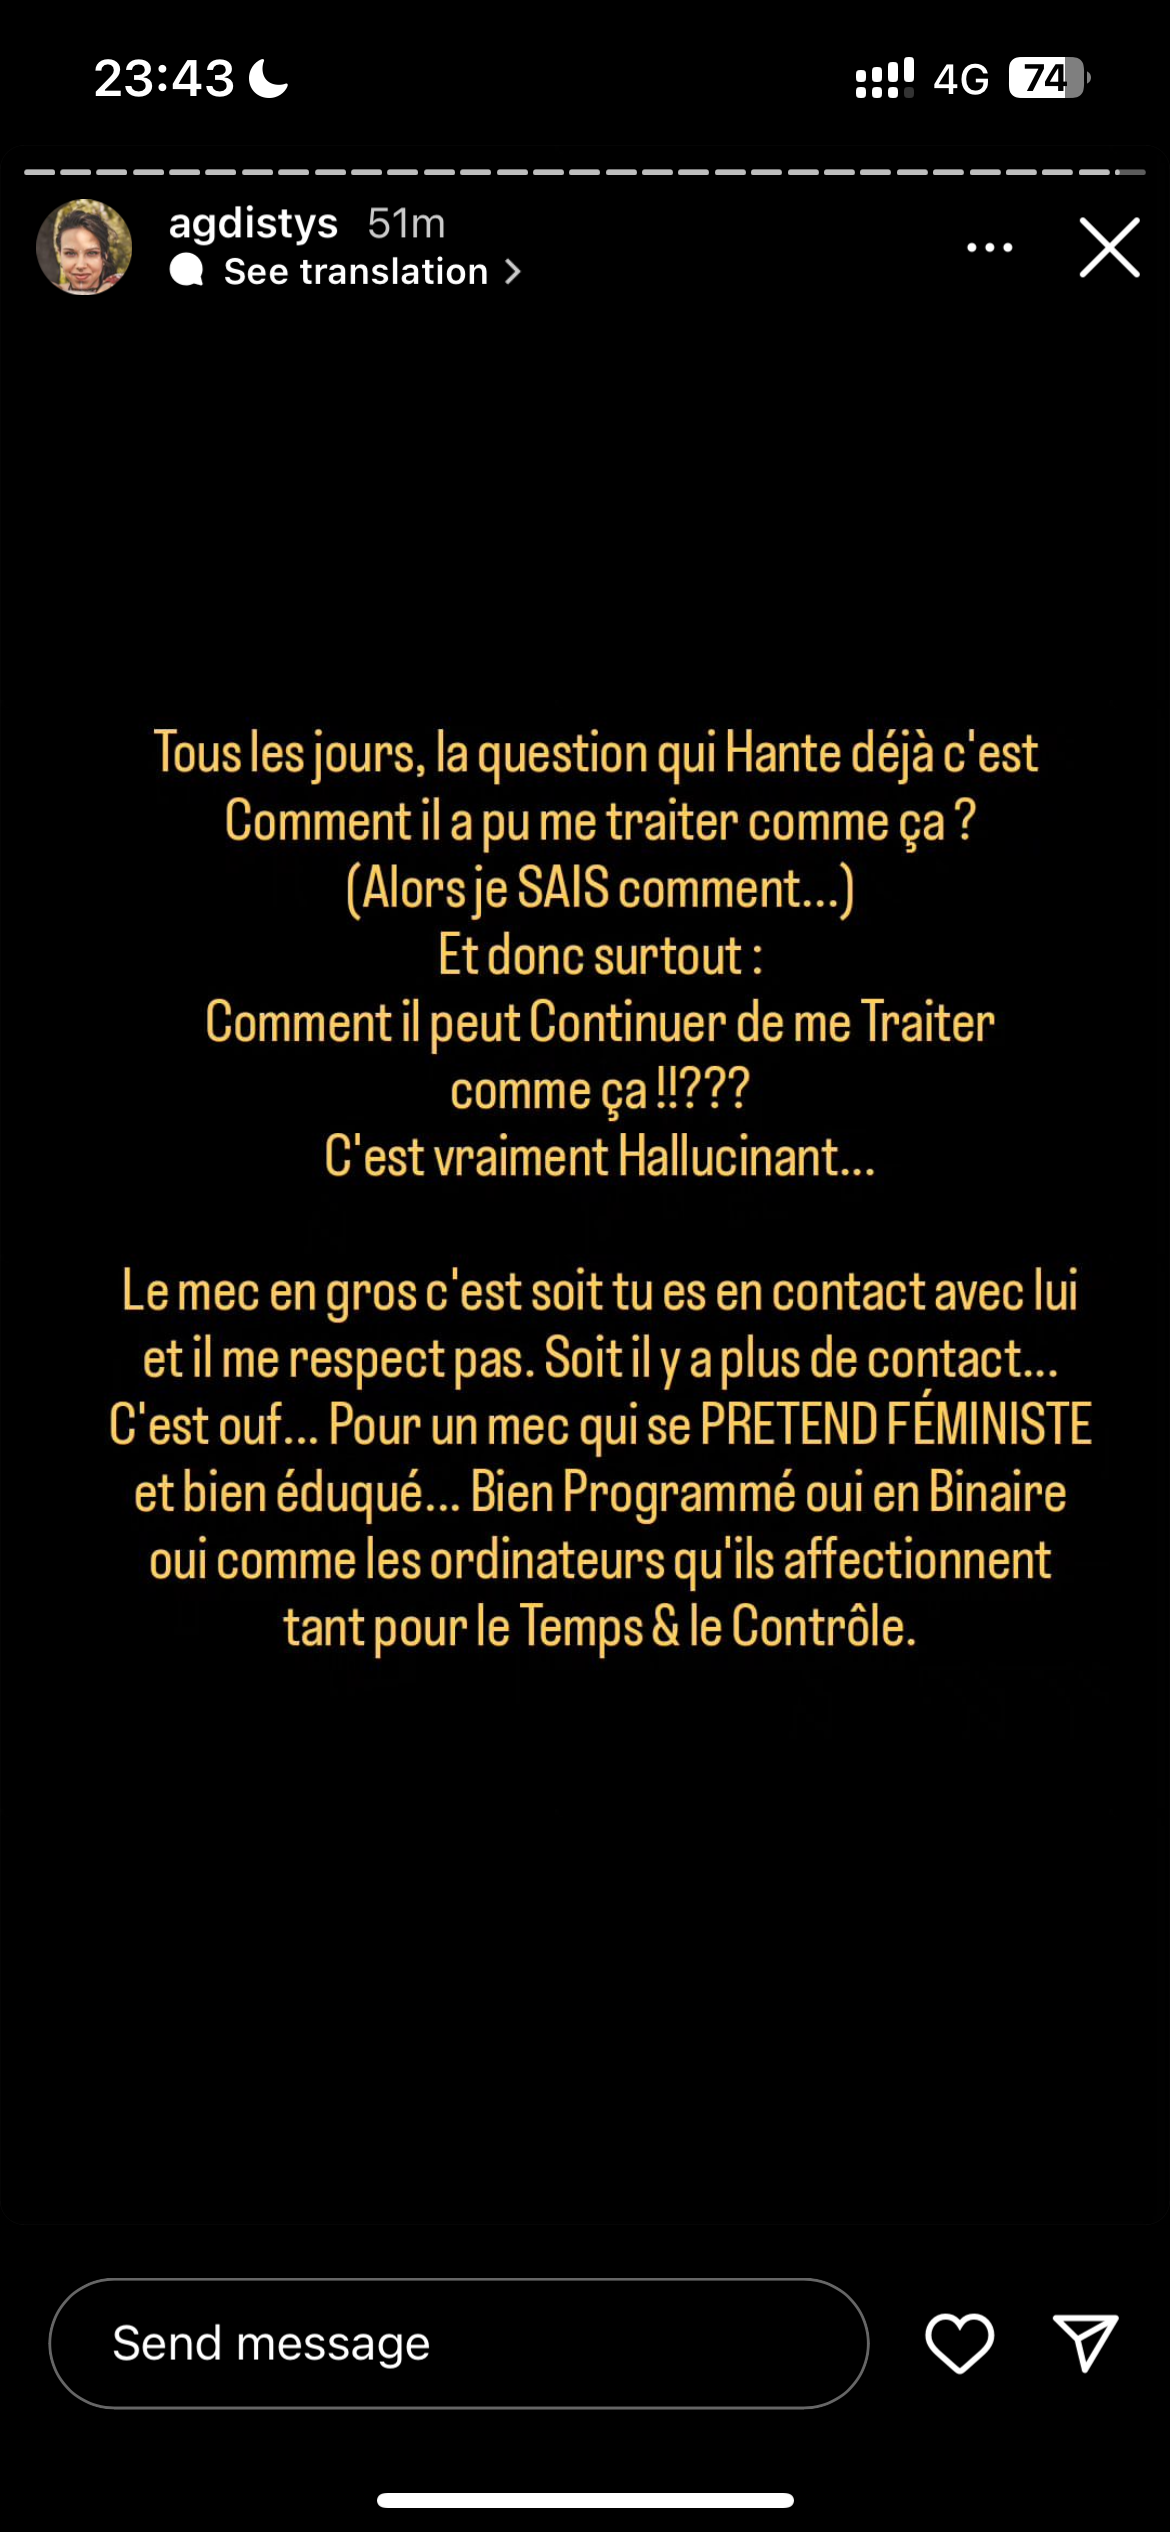 23:43
4G
74
agdistys 51m
See translation
Tous les jours, la question qui Hante déjà c'est
Comment il a pu me traiter comme ça ?
(Alors je SAIS comment...)
Et donc surtout :
Comment il peut Continuer de me Traiter
comme ça !!???
C'est vraiment Hallucinant...
Le mec en gros c'est soit tu es en contact avec lui
et il me respect pas. Soit il y a plus de contact...
C'est ouf... Pour un mec qui se PRETEND FÉMINISTE
et bien éduqué... Bien Programmé oui en Binaire
oui comme les ordinateurs qu'ils affectionnent
tant pour le Temps & le Contrôle.
Send message